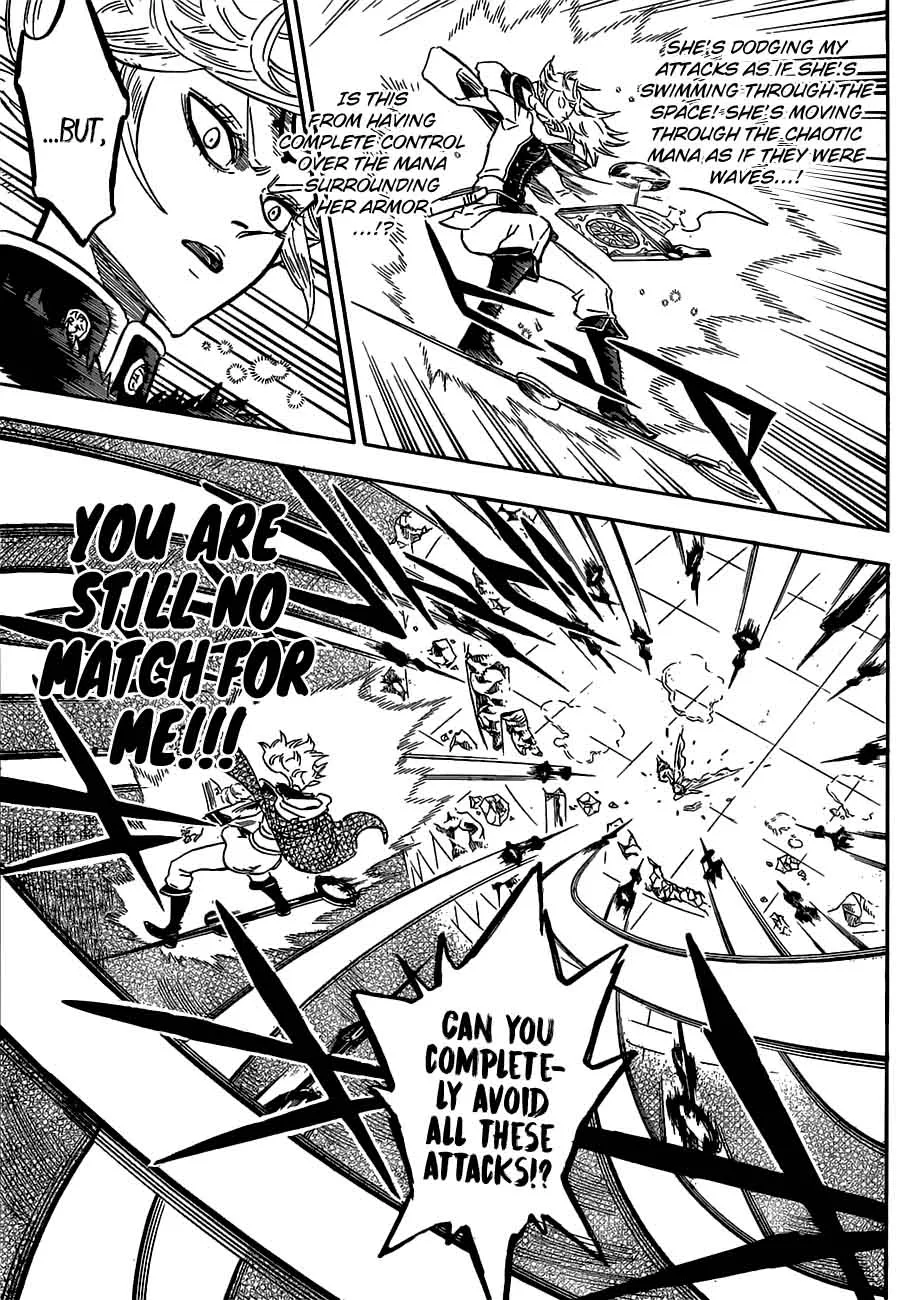 SHE'S DODGING MY
ATTACKS AS IF SHE'S
SWIMMING THROUGH THE
SPACE! SHE'S MOVING
THROUGH THE CHAOTIC
MANA AS IF THEY WERE
WAVES...!
IS THIS
FROM HAVING
COMPLETE CONTROL
OVER THE MANA
SURROUNDING
HER ARMOR
...!?
...BUT,
YOU ARE
STILL NO
MATCH FOR
ME!!!
CAN YOU
COMPLETE-
LY AVOID
ALL THESE
ATTACKS!?